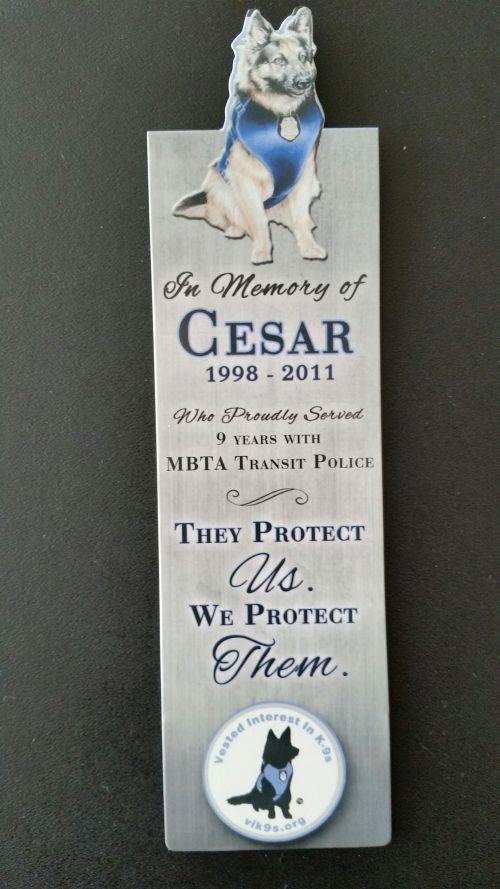 In Memory of
CESAR
1998 - 2011
Who Proudly Served
9 YEARS WITH
MBTA TRANSIT POLICE
THEY PROTECT
Us.
WE PROTECT
Them.
Vested Interest In K-9s
vik9s.org